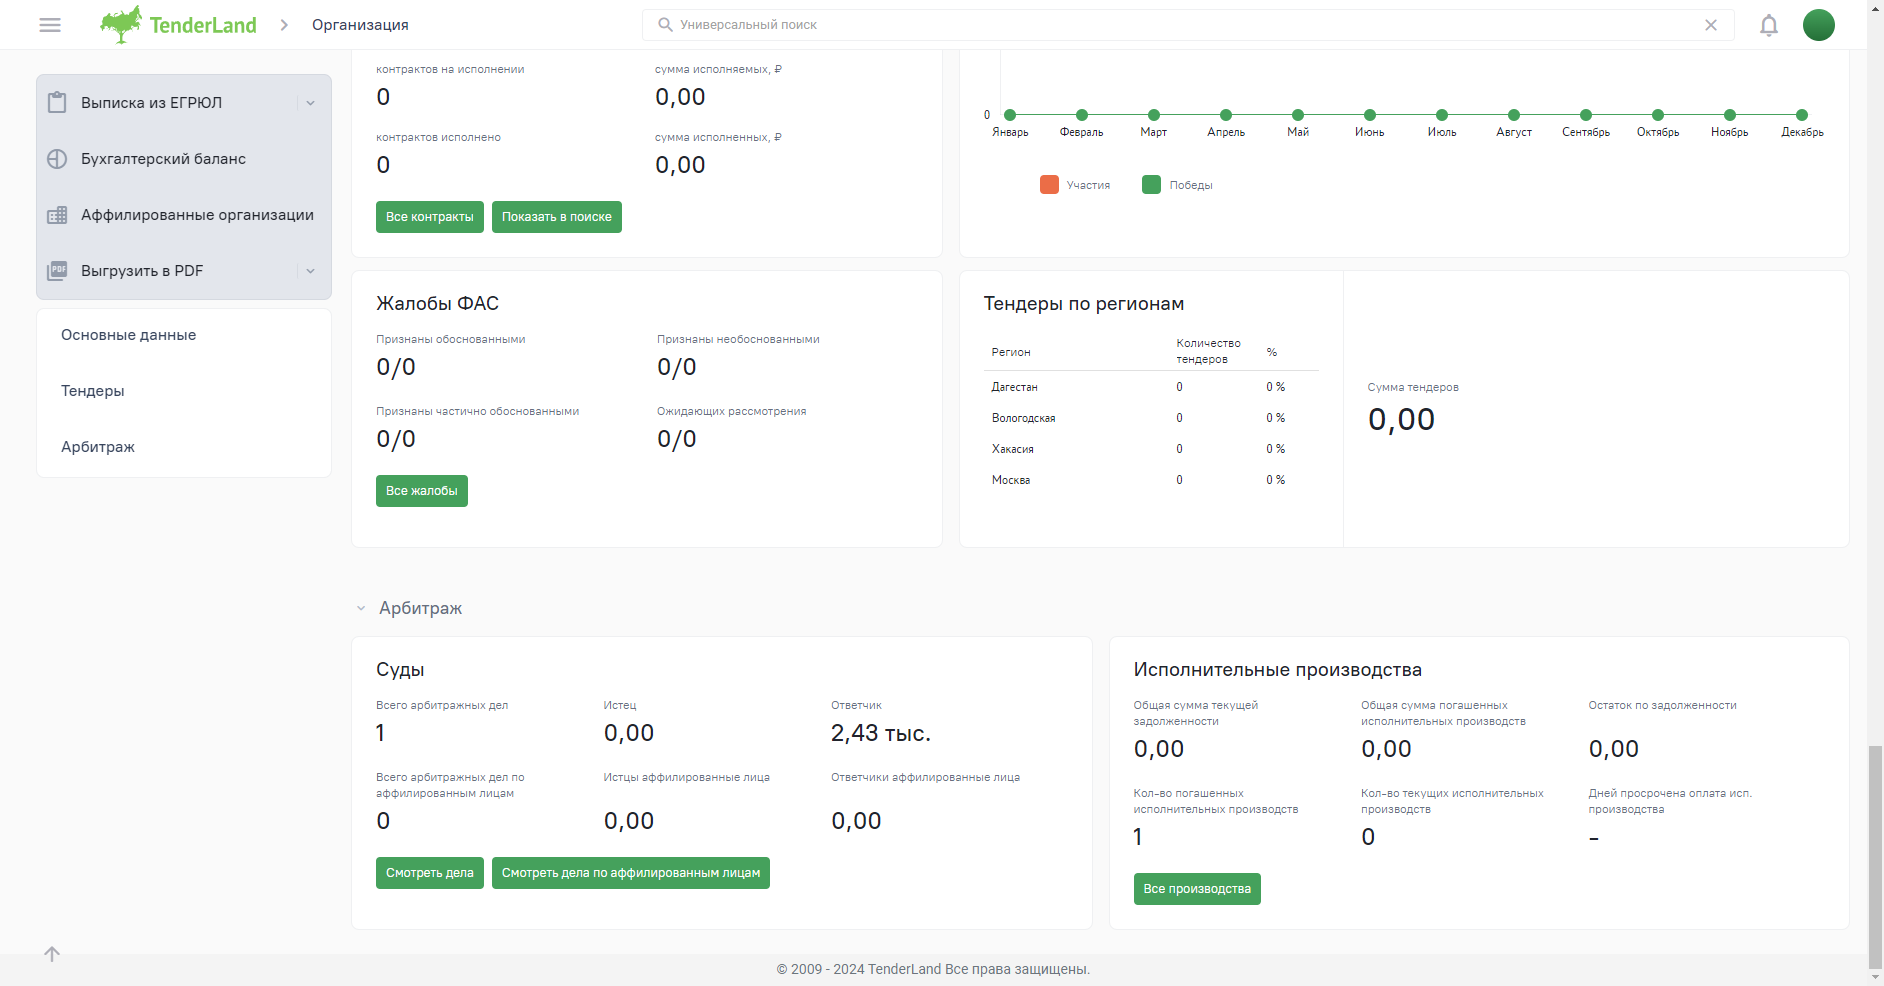 TenderLand
Организация
Универсальный поиск
Выписка из ЕГРЮЛ
Бухгалтерский баланс
Аффилированные организации
PDF
Выгрузить в PDF
Основные данные
Тендеры
Арбитраж
контрактов на исполнении
сумма исполняемых, ₽
0
0,00
контрактов исполнено
сумма исполненных, ₽
0
0,00
Все контракты
Показать в поиске
0
Январь Февраль Март Апрель Май Июнь Июль Август Сентябрь Октябрь Ноябрь Декабрь
Участия
Победы
Жалобы ФАС
Признаны обоснованными
Признаны необоснованными
0/0
0/0
Признаны частично обоснованными
Ожидающих рассмотрения
0/0
0/0
Все жалобы
Тендеры по регионам
Регион
Количество
тендеров
%
Дагестан 0 0 %
Вологодская 0 0 %
Хакасия 0 0 %
Москва 0 0 %
Сумма тендеров
0,00
Арбитраж
Суды
Всего арбитражных дел
Истец
Ответчик
1
0,00
2,43 тыс.
Всего арбитражных дел по
аффилированным лицам
Истцы аффилированные лица
Ответчики аффилированные лица
0
0,00
0,00
Смотреть дела
Смотреть дела по аффилированным лицам
Исполнительные производства
Общая сумма текущей
задолженности
Общая сумма погашенных
исполнительных производств
Остаток по задолженности
0,00
0,00
0,00
Кол-во погашенных
исполнительных производств
Кол-во текущих исполнительных
производств
Дней просрочена оплата исп.
производства
1
0
-
Все производства
© 2009 - 2024 TenderLand Все права защищены.